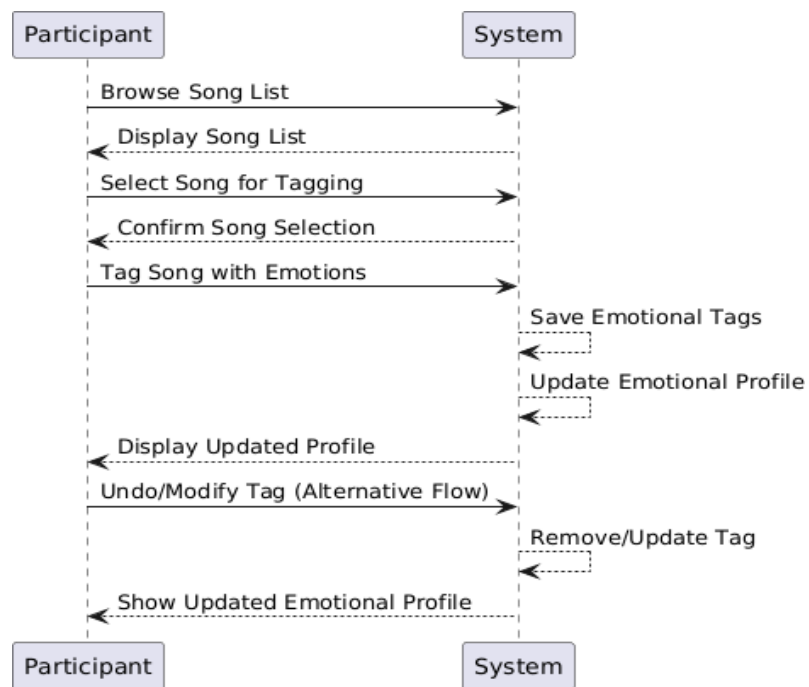 Participant System
Browse Song List
Display Song List
Select Song for Tagging
Confirm Song Selection
Tag Song with Emotions
Save Emotional Tags
Update Emotional Profile
Display Updated Profile
Undo/Modify Tag (Alternative Flow)
Remove/Update Tag
Show Updated Emotional Profile
Participant System